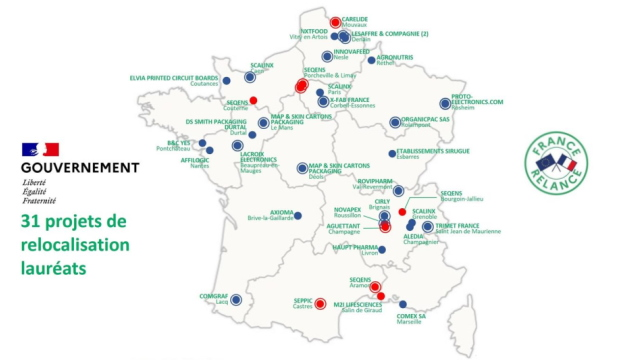 GOUVERNEMENT
Liberté
Égalité
Fraternité
31 projets de
relocalisation
lauréats
CARELIDE
Mouvaux
NXTFOOD
Vitry-en Artois
LESAFFRE & COMPAGNIE (2)
INNOVAFEED
Nesle
AGRONUTRIS
Rethel
SCALINX
ELVIA PRINTED CIRCUIT BOARDS
Coutances
SEQENS
Porcheville & Limay
SCALINX
Paris
X-FAB FRANCE
Corbeil-Essonnes
PROTO-
ELECTRONICS.COM
SEQENS
DS SMITH PACKAGING
DURTAL
Durtal
MAP & SKIN CARTONS
PACKAGING
Le Mans
ORGANICPAC SAS
B&C YES
Pontchateau
AFFILOGIC
Nantes
LACROIX
ELECTRONICS
Beaupréau-en-
Mauges
ETABLISSEMENTS SIRUGUE
MAP & SKIN CARTONS
PACKAGING
Déols
ROVIPHARM
Val Revermont
SEQENS
Bourgoin-Jallieu
CIRLY
Brignais
NOVAPEX
Roussillon
SCALINX
Grenoble
AXIOMA
Brive-la-Gaillarde
AGUETTANT
Champagne
TRIMET FRANCE
Saint Jean de Maurienne
ALEDIA
Champagnier
HAUPT PHARMA
Livron
SEQENS
Aramon
COMGRAF
Lacq
SEPPIC
Castres
M2I LIFESCIENCES
Salin de Giraud
COMEX SA
Marseille
FRANCE
RELANCE